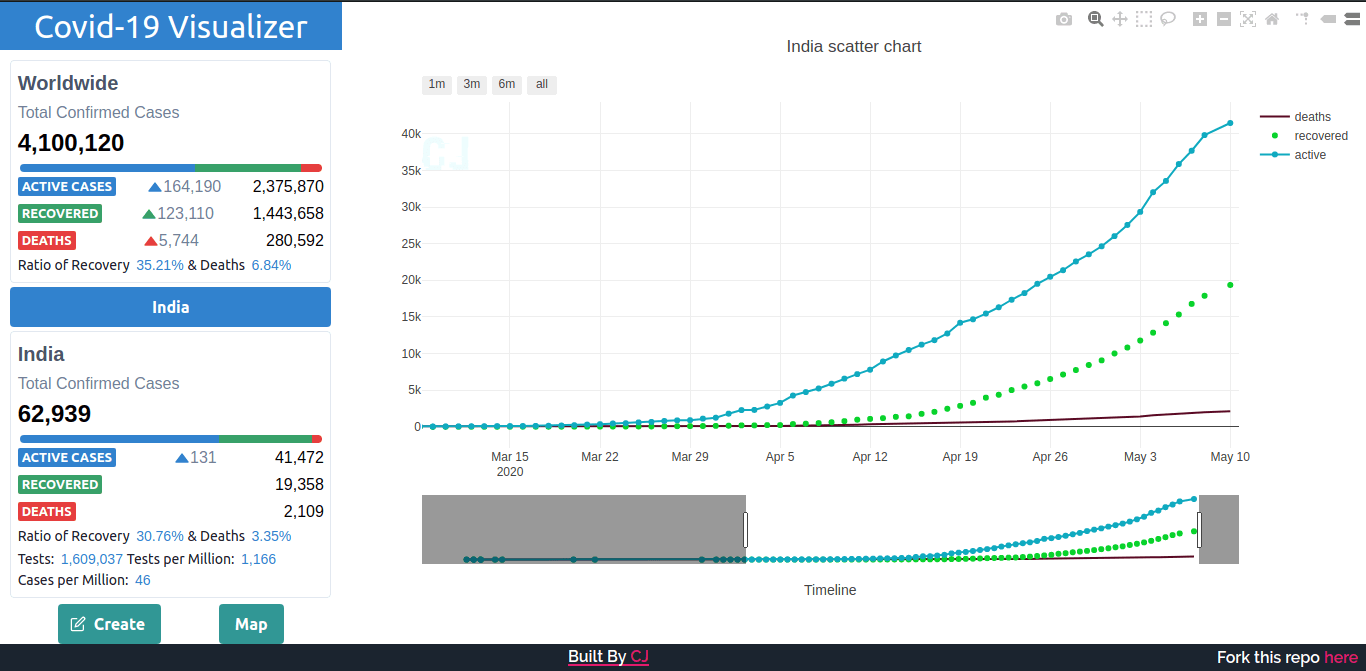 Covid-19 Visualizer
Worldwide
Total Confirmed Cases
4,100,120
ACTIVE CASES 164,190 2,375,870
RECOVERED 123,110 1,443,658
DEATHS 5,744 280,592
Ratio of Recovery 35.21% & Deaths 6.84%
India
India
Total Confirmed Cases
62,939
ACTIVE CASES 131 41,472
RECOVERED 19,358
DEATHS 2,109
Ratio of Recovery 30.76% & Deaths 3.35%
Tests: 1,609,037 Tests per Million: 1,166
Cases per Million: 46
Create Map
India scatter chart
1m 3m 6m all
CJ
40k
35k
30k
25k
20k
15k
10k
5k
0
Mar 15 Mar 22 Mar 29 Apr 5 Apr 12 Apr 19 Apr 26 May 3 May 10
2020
deaths
recovered
active
Timeline
Built By CJ
Fork this repo here